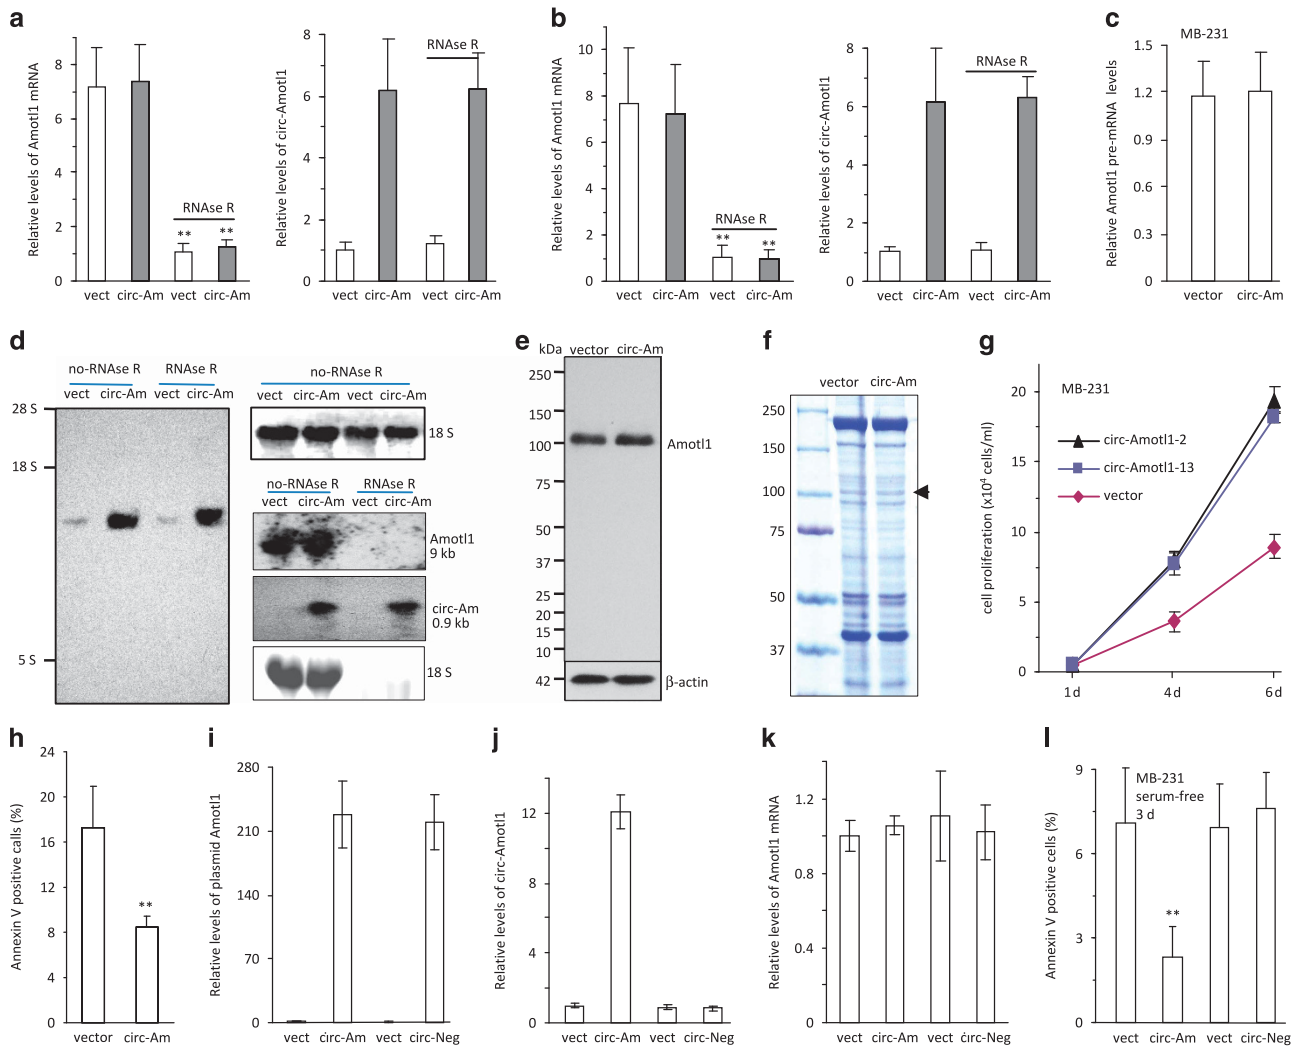 a
Relative levels of Amotl1 mRNA
8
6
4
2
0
RNAse R
** **
vect circ-Am vect circ-Am
Relative levels of circ-Amotl1
8
6
4
2
0
RNAse R
vect circ-Am vect circ-Am
b
Relative levels of Amotl1 mRNA
10
8
6
4
2
0
RNAse R
** **
vect circ-Am vect circ-Am
Relative levels of circ-Amotl1
8
6
4
2
0
RNAse R
vect circ-Am vect circ-Am
c
MB-231
Relative Amotl1 pre-mRNA levels
1.5
1.2
0.9
0.6
0.3
0
vector circ-Am
d
no-RNAse R RNAse R
vect circ-Am vect circ-Am
28 S
18 S
5 S
no-RNAse R
vect circ-Am vect circ-Am
18 S
no-RNAse R RNAse R
vect circ-Am vect circ-Am
Amotl1
9 kb
circ-Am
0.9 kb
18 S
e
kDa vector circ-Am
250
150
100
75
50
37
25
20
15
10
42
Amotl1
β-actin
f
vector circ-Am
250
150
100
75
50
37
g
MB-231
cell proliferation (x10⁴ cells/ml)
20
15
10
5
0
circ-Amotl1-2
circ-Amotl1-13
vector
1d 4d 6d
h
Annexin V positive calls (%)
24
20
16
12
8
4
0
**
vector circ-Am
i
Relative levels of plasmid Amotl1
280
210
140
70
0
vect circ-Am vect circ-Neg
j
Relative levels of circ-Amotl1
12
8
4
0
vect circ-Am vect circ-Neg
k
Relative levels of Amotl1 mRNA
1.2
0.8
0.4
0
vect circ-Am vect circ-Neg
l
Annexin V positive cells (%)
9
6
3
0
MB-231
serum-free
3 d
**
vect circ-Am vect circ-Neg